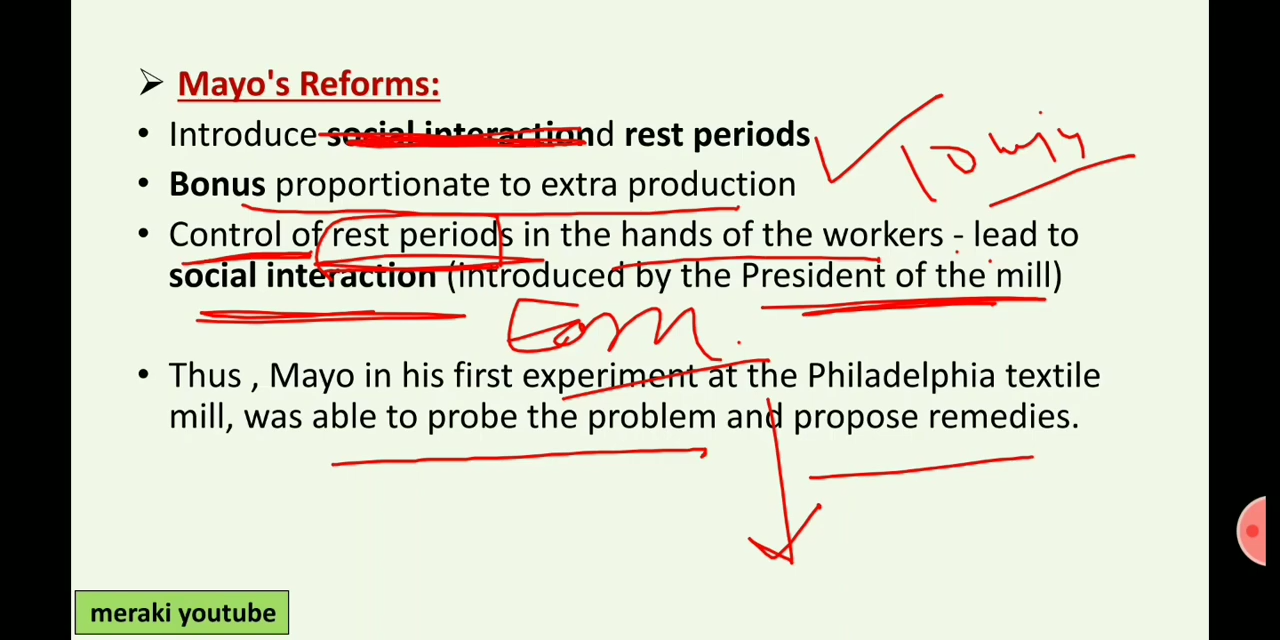 ➢ Mayo's Reforms:
• Introduce social interactiond rest periods
• Bonus proportionate to extra production
• Control of rest periods in the hands of the workers - lead to
social interaction (introduced by the President of the mill)
• Thus , Mayo in his first experiment at the Philadelphia textile
mill, was able to probe the problem and propose remedies.
meraki youtube